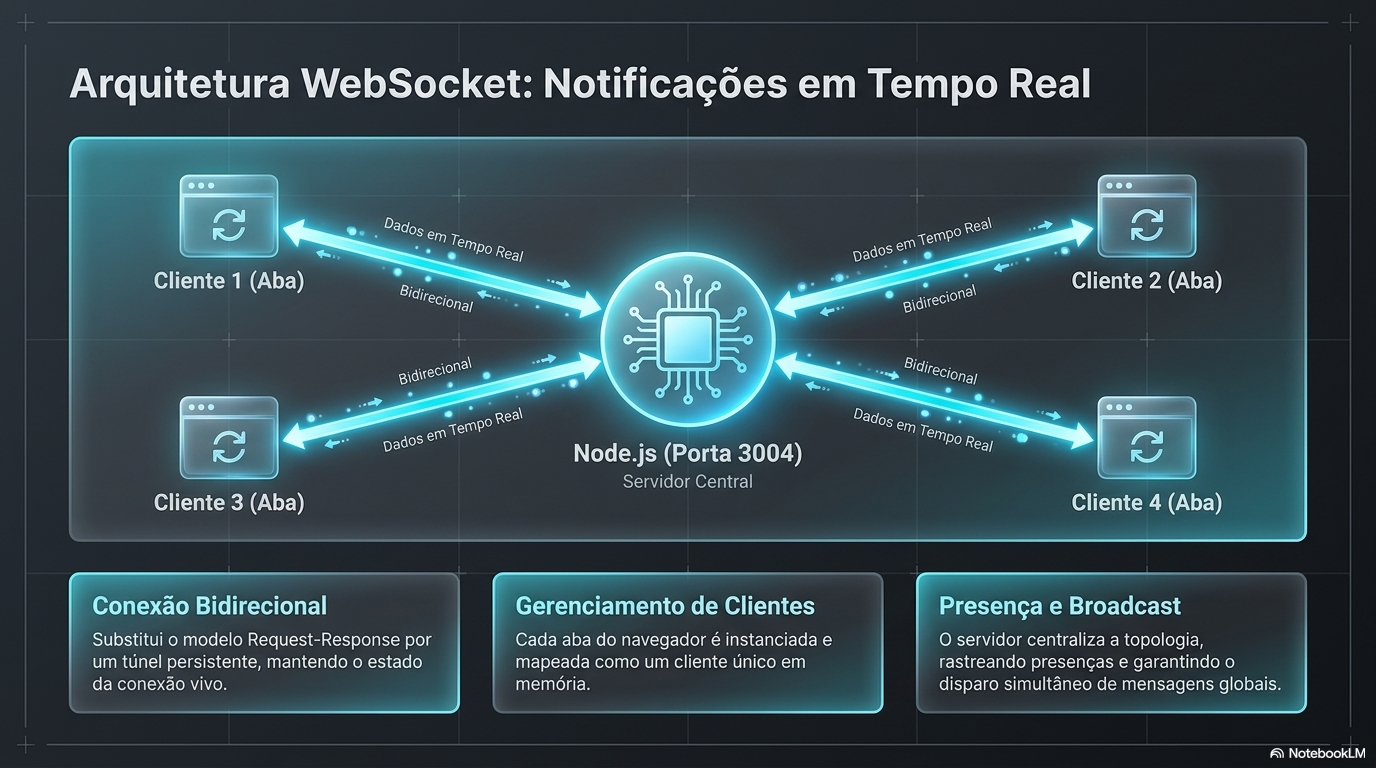 Arquitetura WebSocket: Notificações em Tempo Real
Dados em Tempo Real
Bidirecional
Cliente 1 (Aba)
Dados em Tempo Real
Bidirecional
Cliente 2 (Aba)
Bidirecional
Dados em Tempo Real
Cliente 3 (Aba)
Node.js (Porta 3004)
Servidor Central
Bidirecional
Dados em Tempo Real
Cliente 4 (Aba)
Conexão Bidirecional
Substitui o modelo Request-Response por
um túnel persistente, mantendo o estado
da conexão vivo.
Gerenciamento de Clientes
Cada aba do navegador é instanciada e
mapeada como um cliente único em
memória.
Presença e Broadcast
O servidor centraliza a topologia,
rastreando presenças e garantindo o
disparo simultâneo de mensagens globais.
NotebookLM